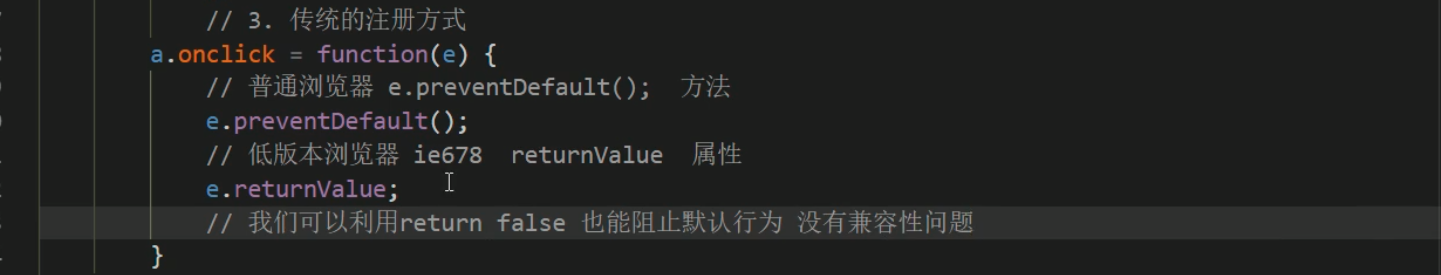 // 3. 传统的注册方式
a.onclick = function(e) {
// 普通浏览器 e.preventDefault();  方法
e.preventDefault();
// 低版本浏览器 ie678  returnValue  属性
e.returnValue;
// 我们可以利用return false 也能阻止默认行为 没有兼容性问题
}